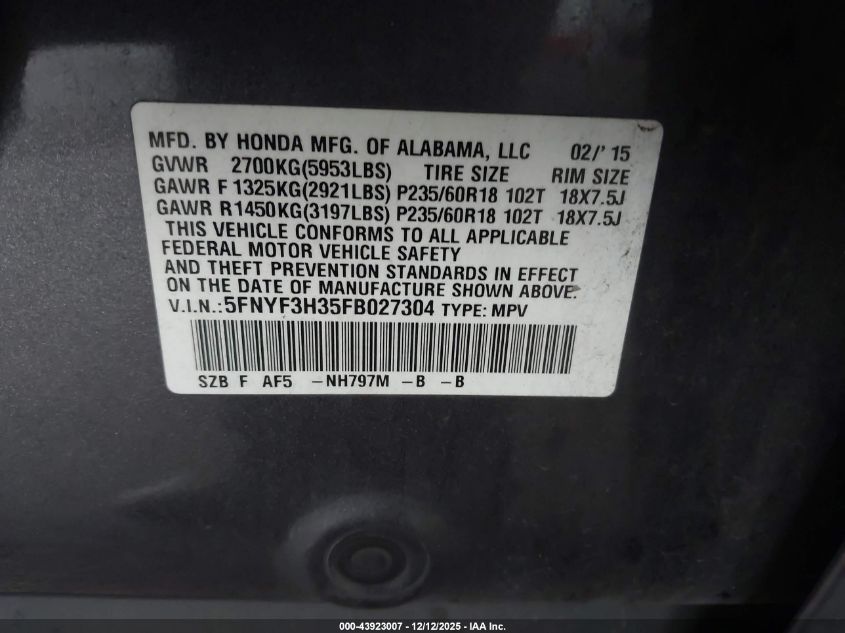 MFD. BY HONDA MFG. OF ALABAMA, LLC 02/' 15
GVWR 2700KG(5953LBS) TIRE SIZE RIM SIZE
GAWR F 1325KG(2921LBS) P235/60R18 102T 18X7.5J
GAWR R1450KG(3197LBS) P235/60R18 102T 18X7.5J
THIS VEHICLE CONFORMS TO ALL APPLICABLE
FEDERAL MOTOR VEHICLE SAFETY
AND THEFT PREVENTION STANDARDS IN EFFECT
ON THE DATE OF MANUFACTURE SHOWN ABOVE.
V.I.N.:5FNYF3H35FB027304 TYPE: MPV
SZB F AF5 -NH797M -B -B
000-43923007 - 12/12/2025 - IAA Inc.